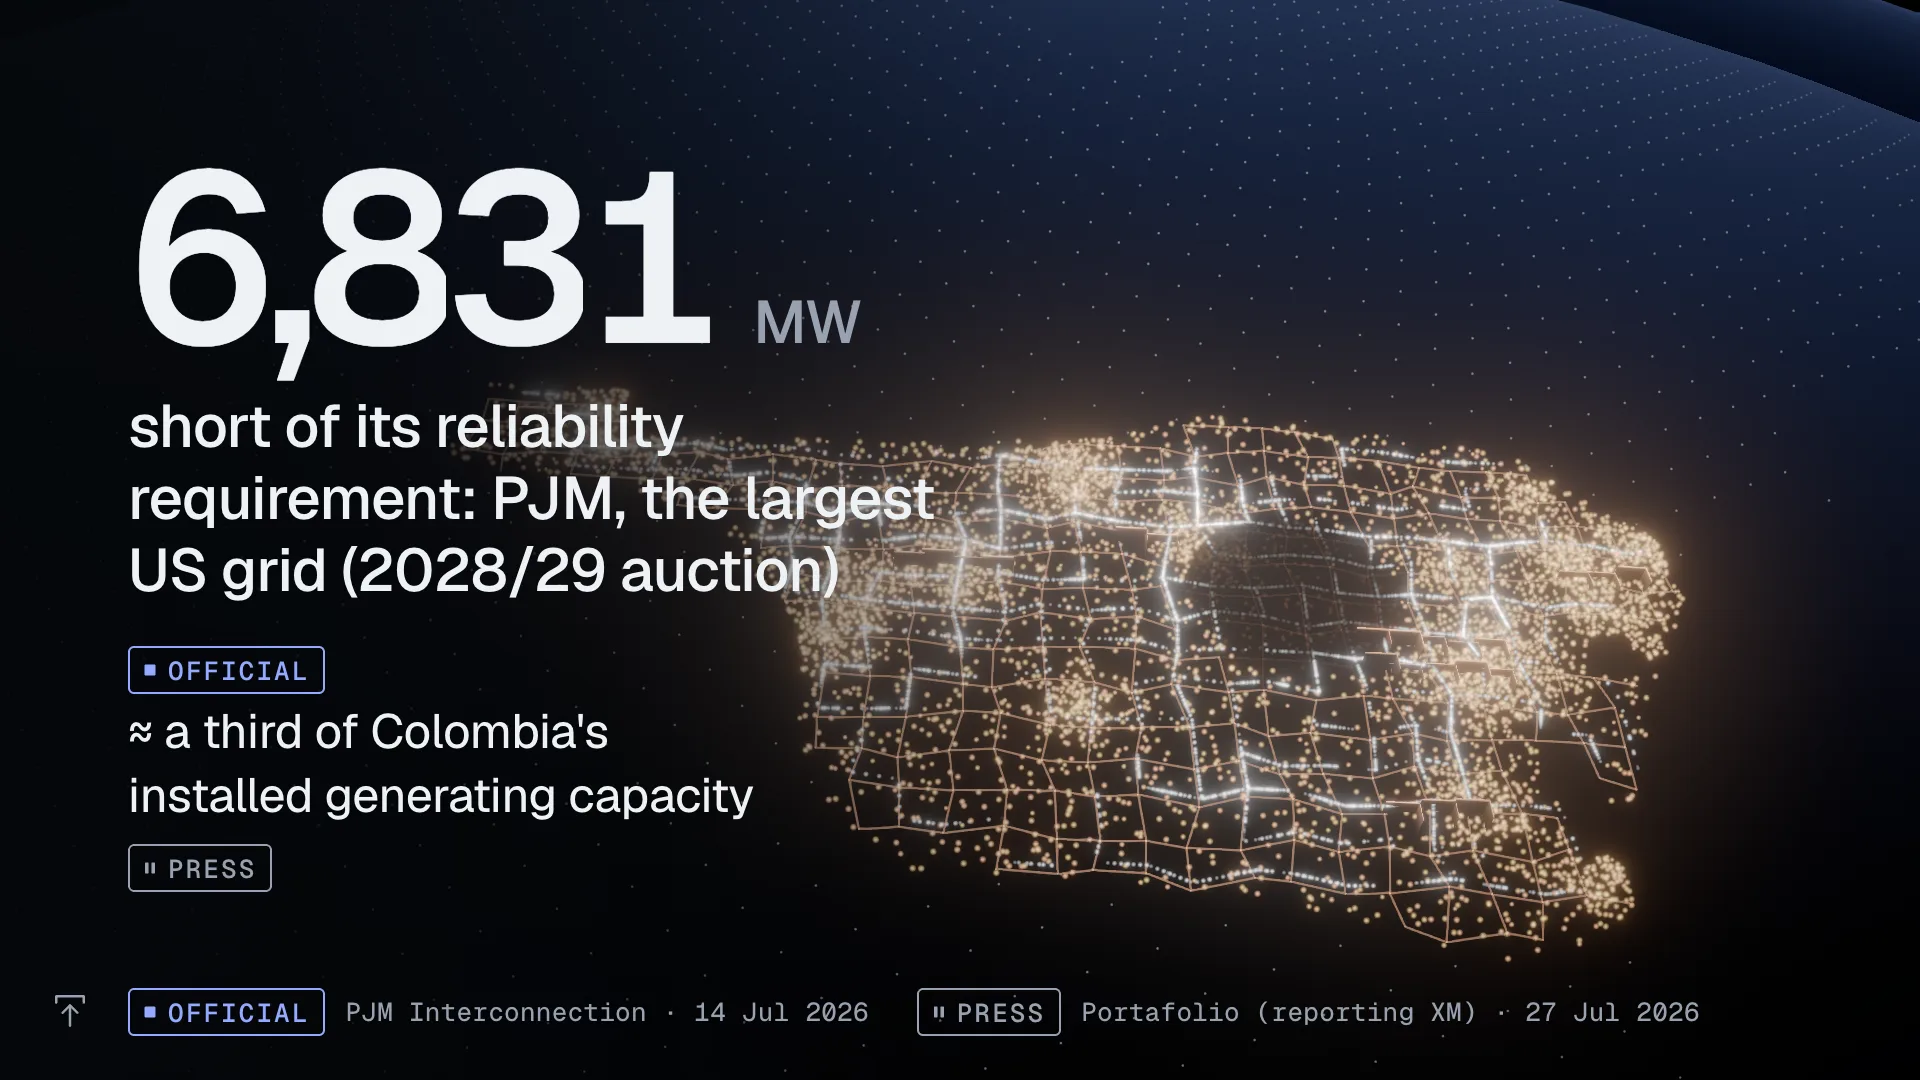 6,831 MW
short of its reliability
requirement: PJM, the largest
US grid (2028/29 auction)
OFFICIAL
≈ a third of Colombia's
installed generating capacity
PRESS
OFFICIAL PJM Interconnection · 14 Jul 2026 PRESS Portafolio (reporting XM) · 27 Jul 2026